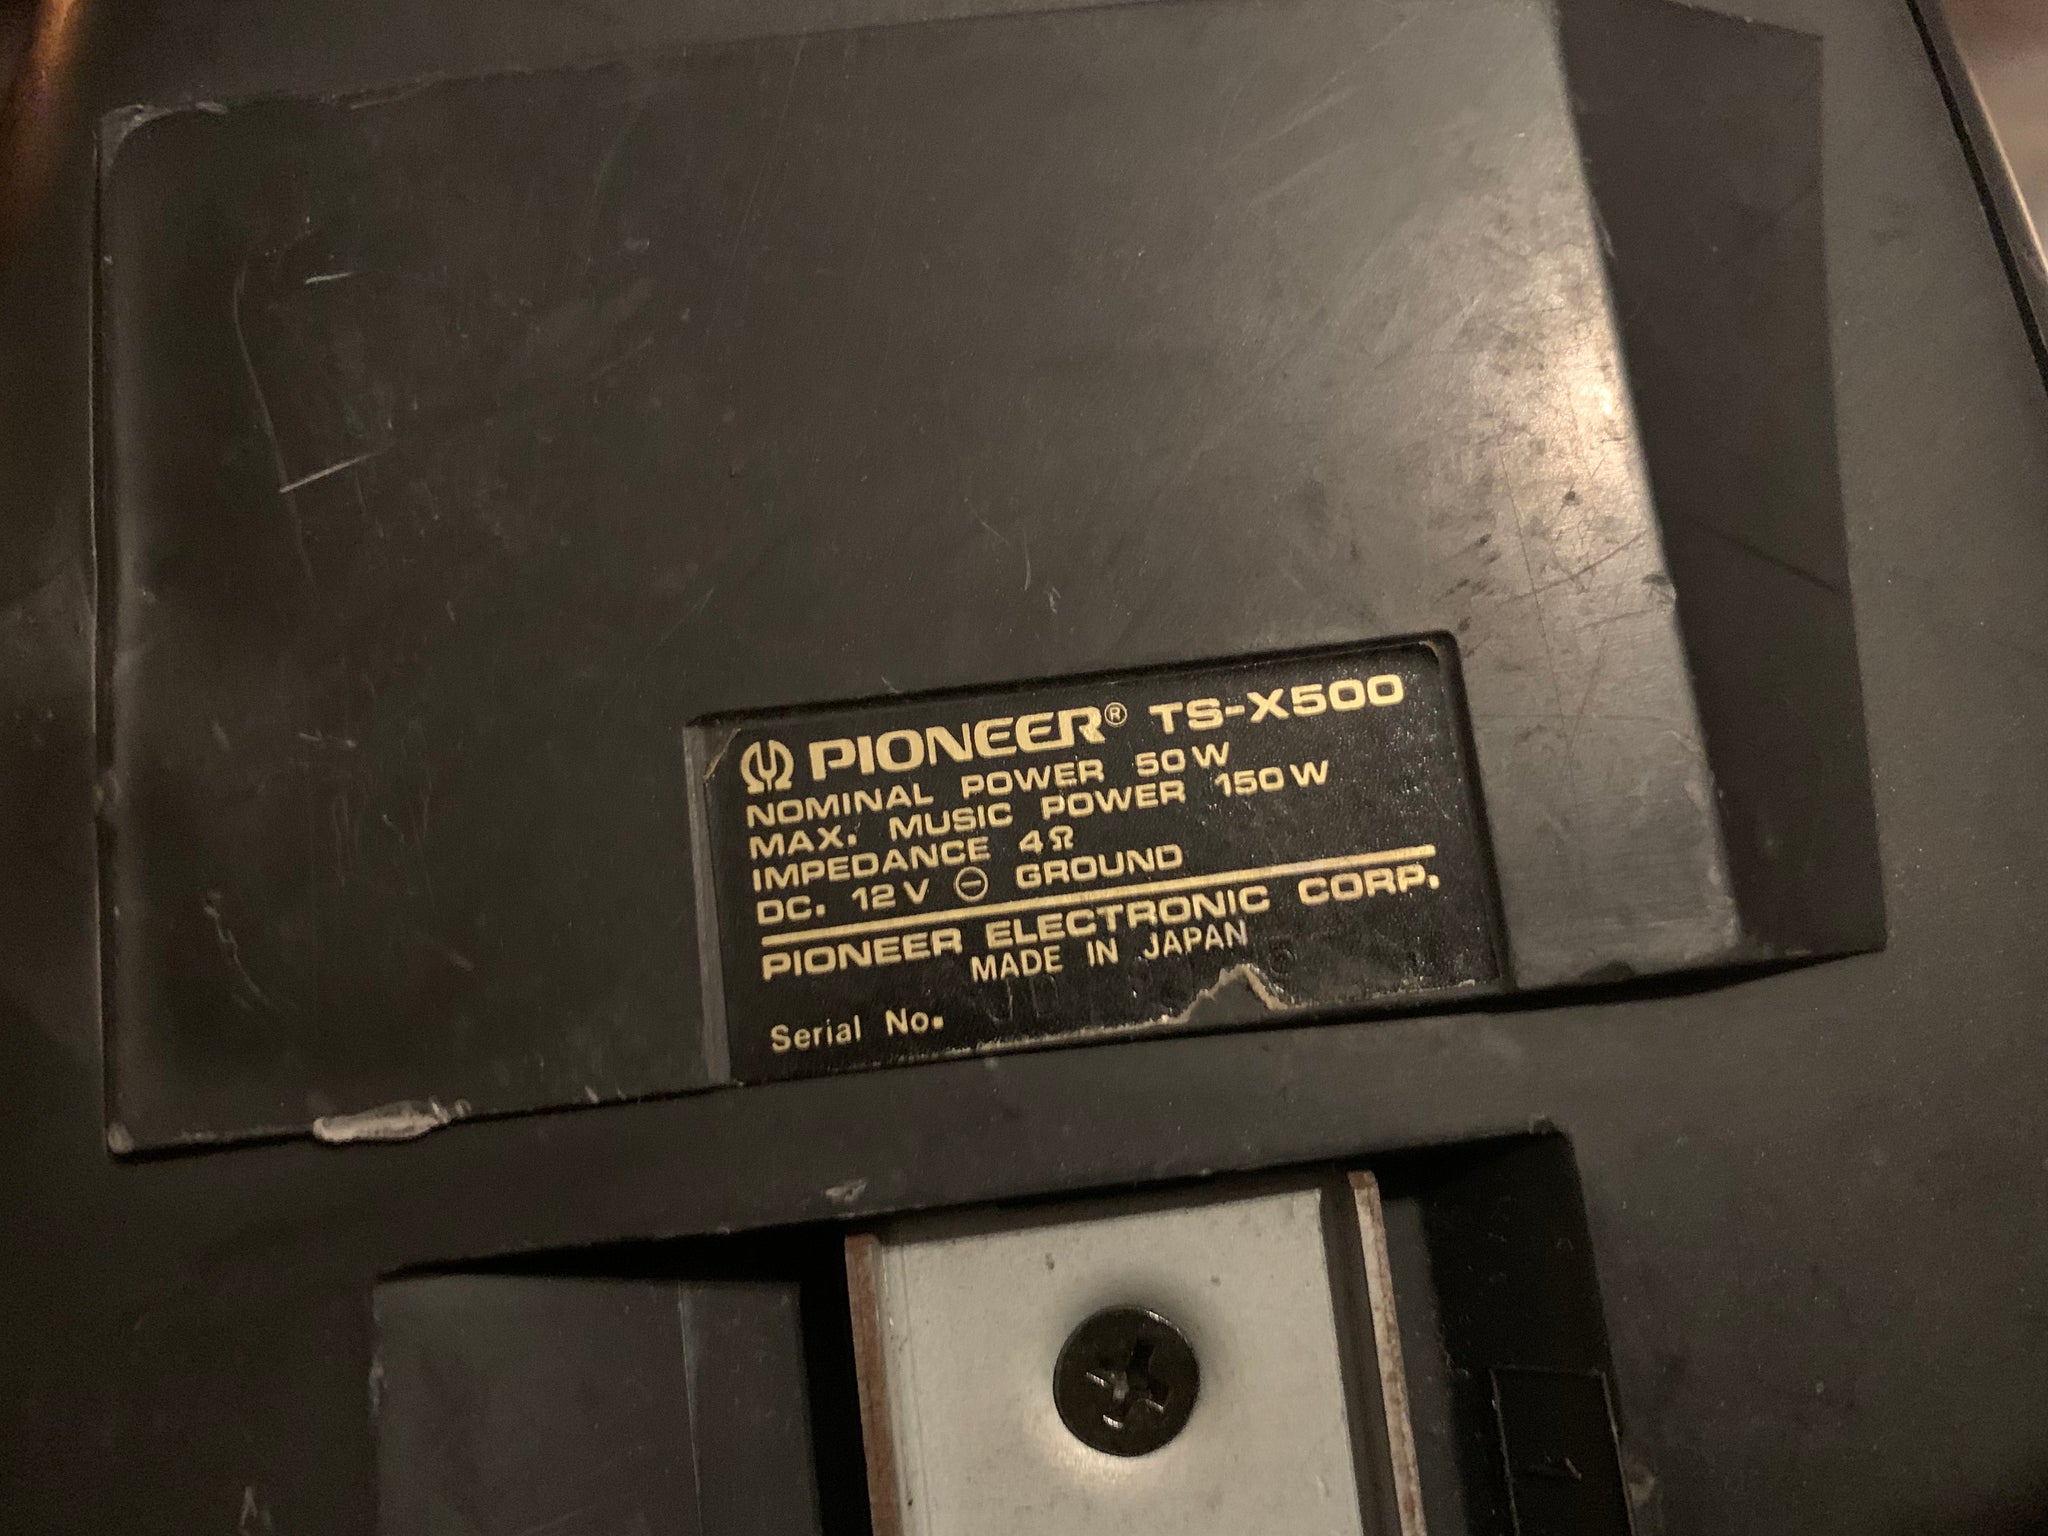 PIONEER® TS-X500
NOMINAL POWER 50W
MAX. MUSIC POWER 150W
IMPEDANCE 4Ω
DC. 12V ⊖ GROUND
PIONEER ELECTRONIC CORP.
MADE IN JAPAN
Serial No.